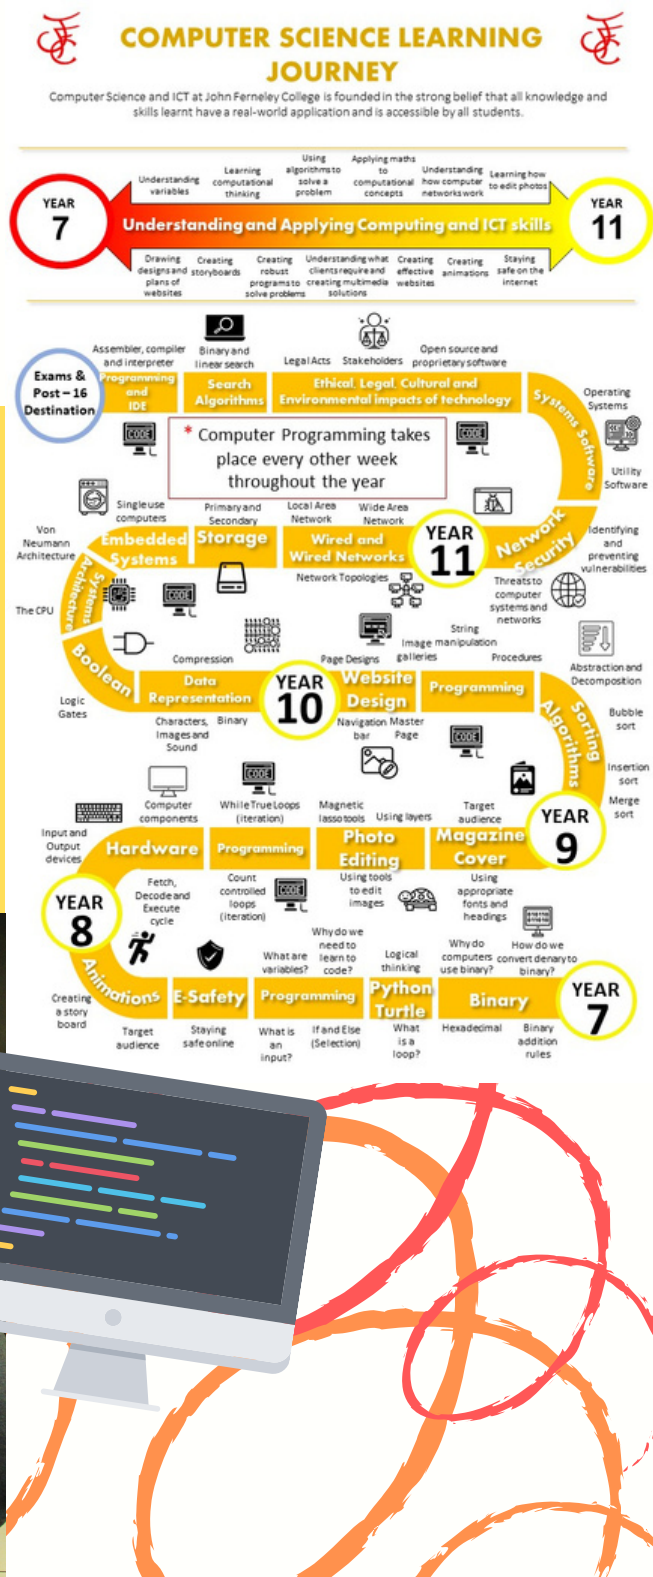 COMPUTER SCIENCE LEARNING
JOURNEY
Computer Science and ICT at John Ferneley College is founded in the strong belief that all knowledge and
skills learnt have a real-world application and is accessible by all students.
Understanding
variables
Learning
computational
thinking
Using
algorithms to
solve a
problem
Applying maths
to
computational
concepts
Understanding
how computer
networks work
Learning how
to edit photos
YEAR
7
Understanding and Applying Computing and ICT skills
YEAR
11
Drawing
designs and
plans of
websites
Creating
storyboards
Creating
robust
programs to
solve problems
Understanding what
clients require and
creating multimedia
solutions
Creating
effective
websites
Creating
animations
Staying
safe on the
internet
Assembler, compiler
and interpreter
Binary and
linear search
Legal Acts
Stakeholders
Open source and
proprietary software
Exams &
Post – 16
Destination
Programming
and
IDE
Search
Algorithms
Ethical, Legal, Cultural and
Environmental impacts of technology
Systems Software
Operating
Systems
CODE
* Computer Programming takes
place every other week
throughout the year
CODE
Utility
Software
Single use
computers
Primary and
Secondary
Local Area
Network
Wide Area
Network
Von
Neumann
Architecture
Embedded
Systems
Storage
Wired and
Wired Networks
YEAR
11
Network
Security
Identifying
and
preventing
vulnerabilities
Systems
Architecture
The CPU
CODE
Network Topologies
Threats to
computer
systems and
networks
CODE
Boolean
Compression
Page Designs
Image
galleries
String
manipulation
Procedures
Abstraction and
Decomposition
Logic
Gates
Data
Representation
YEAR
10
Website
Design
Programming
Sorting
Algorithms
Characters,
Images and
Sound
Binary
Navigation
bar
Master
Page
CODE
Bubble
sort
Insertion
sort
Merge
sort
Computer
components
CODE
While True Loops
(iteration)
Magnetic
lasso tools
Using layers
Target
audience
Input and
Output
devices
Hardware
Programming
Photo
Editing
Magazine
Cover
YEAR
9
Fetch,
Decode and
Execute
cycle
Count
controlled
loops
(iteration)
CODE
Using tools
to edit
images
Using
appropriate
fonts and
headings
YEAR
8
What are
variables?
Why do we
need to
learn to
code?
Logical
thinking
Why do
computers
use binary?
How do we
convert denary to
binary?
Animations
E-Safety
Programming
Python
Turtle
Binary
YEAR
7
Creating
a story
board
Target
audience
Staying
safe online
What is
an
input?
If and Else
(Selection)
What
is a
loop?
Hexadecimal
Binary
addition
rules